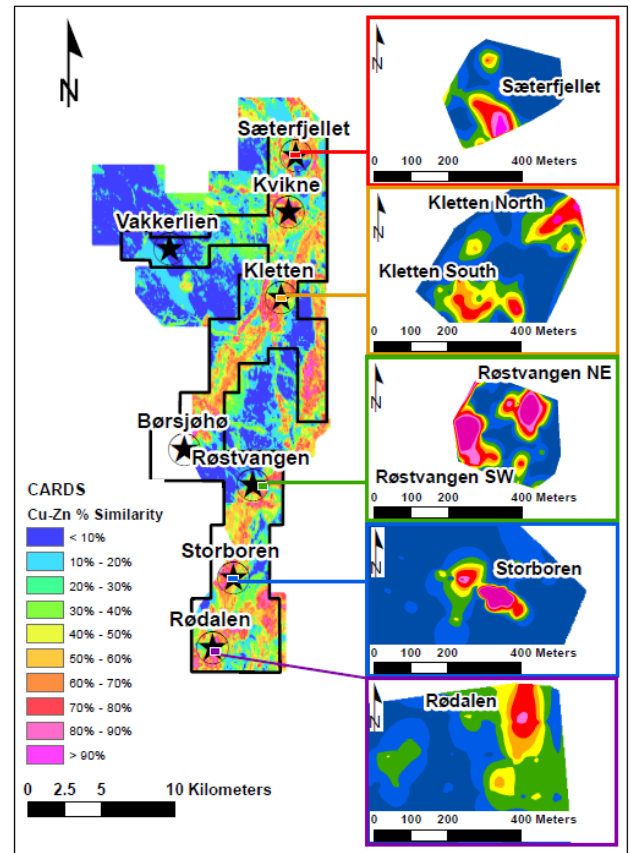 N
Sæterfjellet
Kvikne
Vakkerlien
Kletten
Børsjøhø
Røstvangen
Storboren
Rødalen
CARDS
Cu-Zn % Similarity
< 10%
10% - 20%
20% - 30%
30% - 40%
40% - 50%
50% - 60%
60% - 70%
70% - 80%
80% - 90%
> 90%
0 2.5 5 10 Kilometers
N
Sæterfjellet
0 100 200 400 Meters
Kletten North
N
Kletten South
0 100 200 400 Meters
Røstvangen NE
N
Røstvangen SW
0 100 200 400 Meters
N
Storboren
0 100 200 400 Meters
Rødalen
N
0 100 200 400 Meters